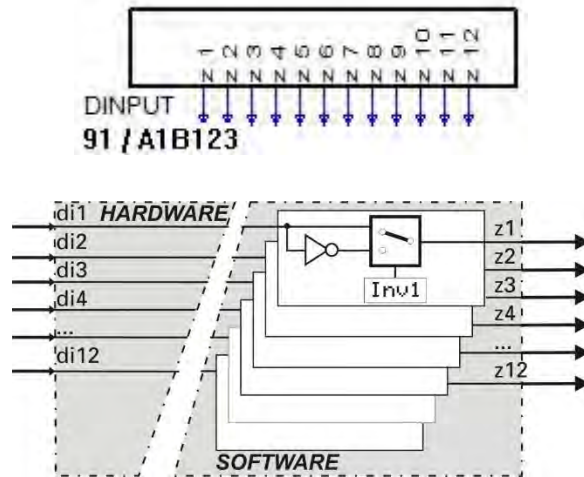 z 1 z 2 z 3 z 4 z 5 z 6 z 7 z 8 z 9 z 10 z 11 z 12
DINPUT
91 / A1B123
di1 HARDWARE z1
di2 z2
di3 z3
Inv1
di4 z4
... ...
di12 z12
SOFTWARE